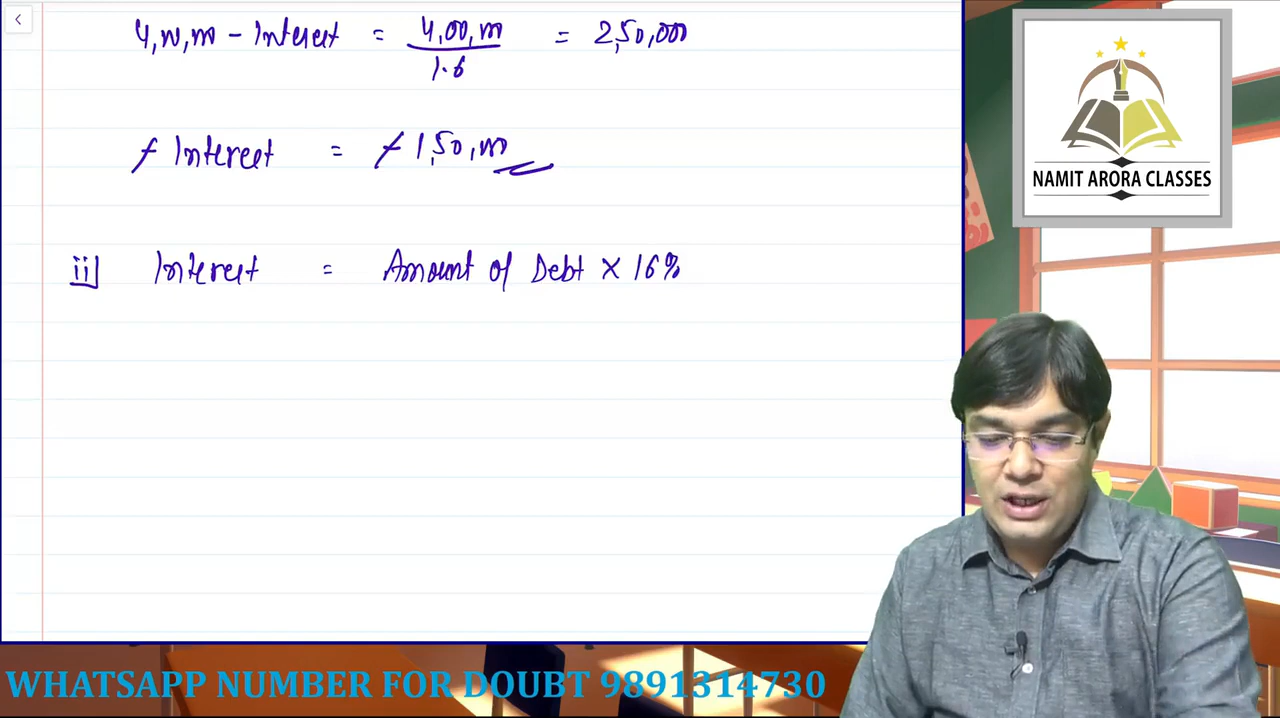 4,00,000 - Interest = 4,00,000 / 1.6 = 2,50,000
+ Interest = + 1,50,000
ii] Interest = Amount of Debt × 16%
NAMIT ARORA CLASSES
WHATSAPP NUMBER FOR DOUBT 9891314730